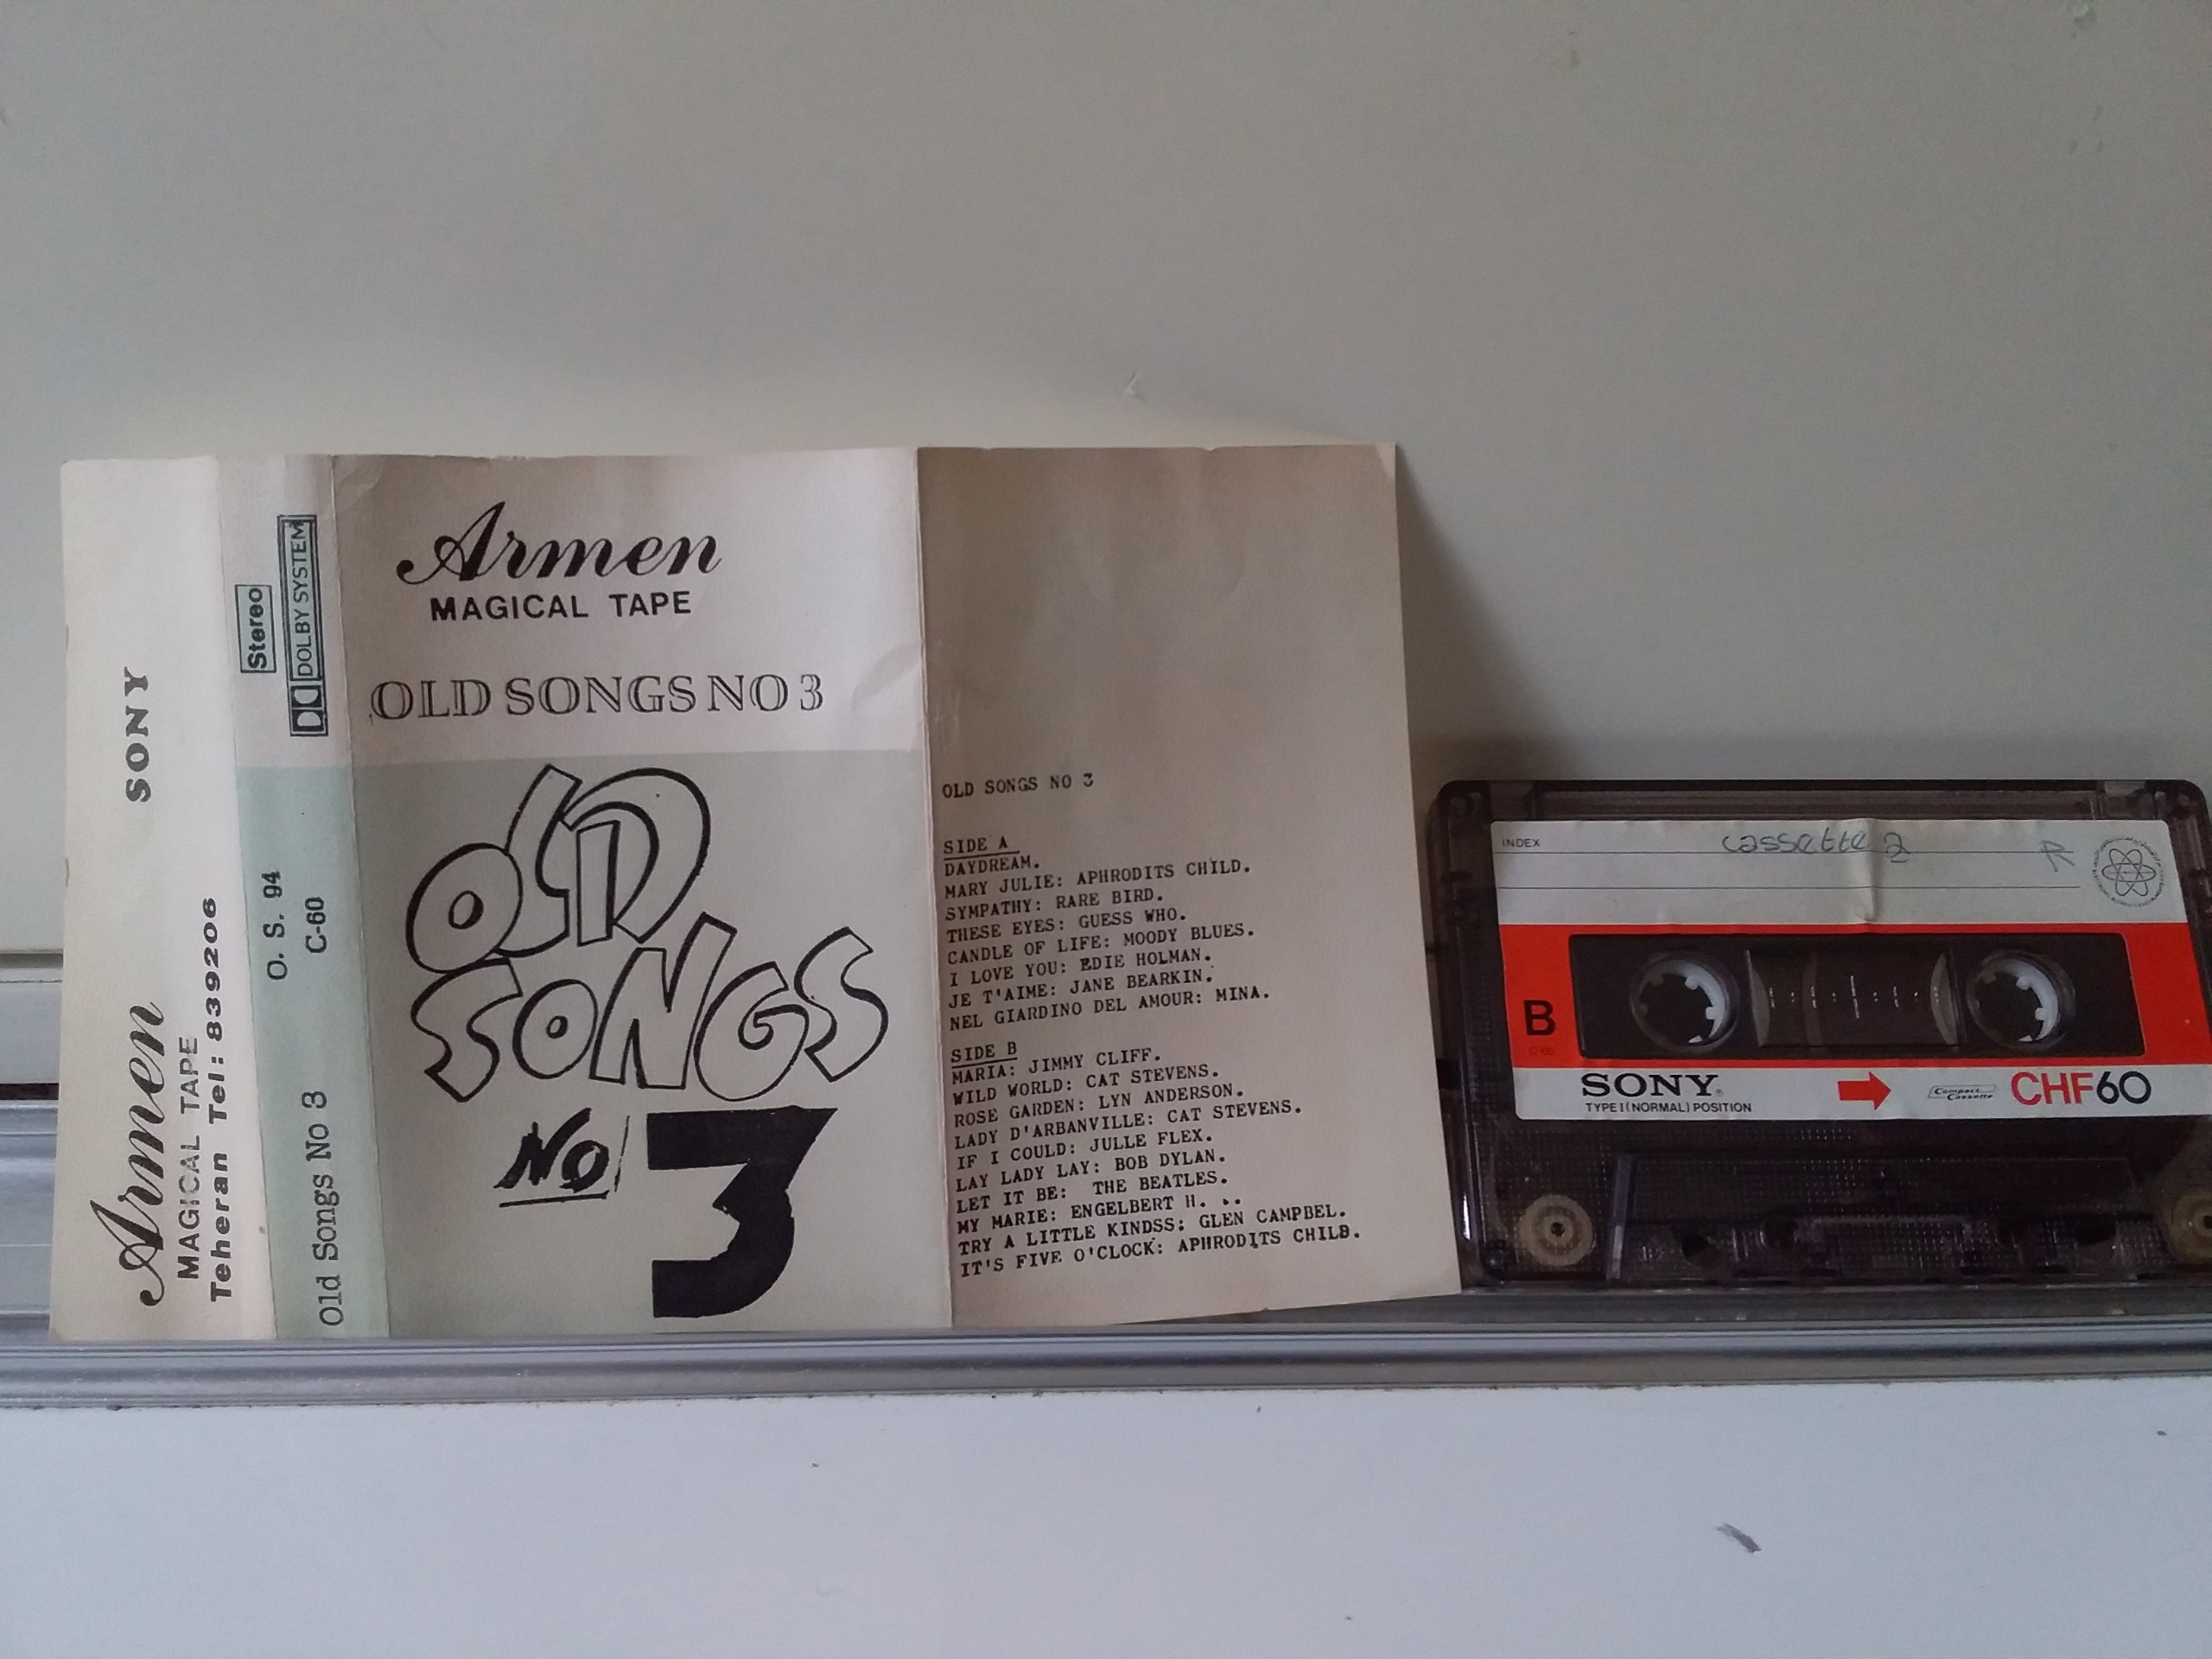 SONY
Armen
MAGICAL TAPE
Teheran Tel: 839206
Stereo
DOLBY SYSTEM
O. S. 94
C-60
Old Songs No 3
Armen
MAGICAL TAPE
OLD SONGS NO 3
OLD
SONGS
NO 3
OLD SONGS NO 3
SIDE A
DAYDREAM.
MARY JULIE: APHRODITS CHILD.
SYMPATHY: RARE BIRD.
THESE EYES: GUESS WHO.
CANDLE OF LIFE: MOODY BLUES.
I LOVE YOU: EDIE HOLMAN.
JE T'AIME: JANE BEARKIN.
NEL GIARDINO DEL AMOUR: MINA.
SIDE B
MARIA: JIMMY CLIFF.
WILD WORLD: CAT STEVENS.
ROSE GARDEN: LYN ANDERSON.
LADY D'ARBANVILLE: CAT STEVENS.
IF I COULD: JULLE FLEX.
LAY LADY LAY: BOB DYLAN.
LET IT BE: THE BEATLES.
MY MARIE: ENGELBERT H.
TRY A LITTLE KINDSS: GLEN CAMPBEL.
IT'S FIVE O'CLOCK: APHRODITS CHILD.
INDEX
cassette 2
B
C-60
SONY
TYPE I (NORMAL) POSITION
Compact Cassette
CHF60